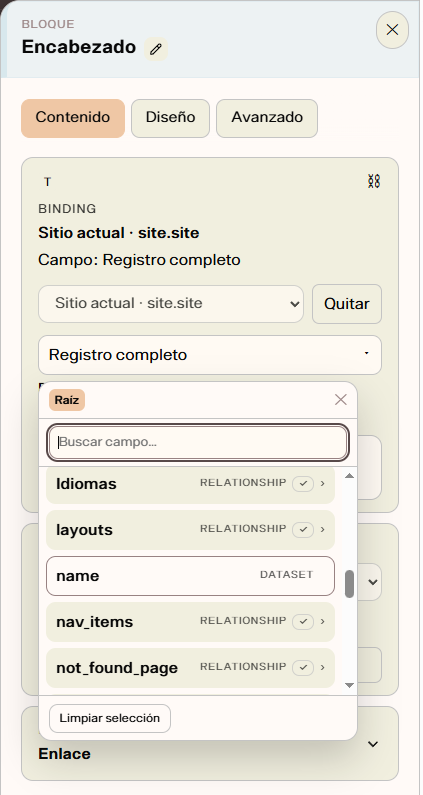 BLOQUE
Encabezado
Contenido Diseño Avanzado
T
BINDING
Sitio actual · site.site
Campo: Registro completo
Sitio actual · site.site Quitar
Registro completo
Raíz
Buscar campo...
Idiomas RELATIONSHIP
layouts RELATIONSHIP
name DATASET
nav_items RELATIONSHIP
not_found_page RELATIONSHIP
Limpiar selección
Enlace